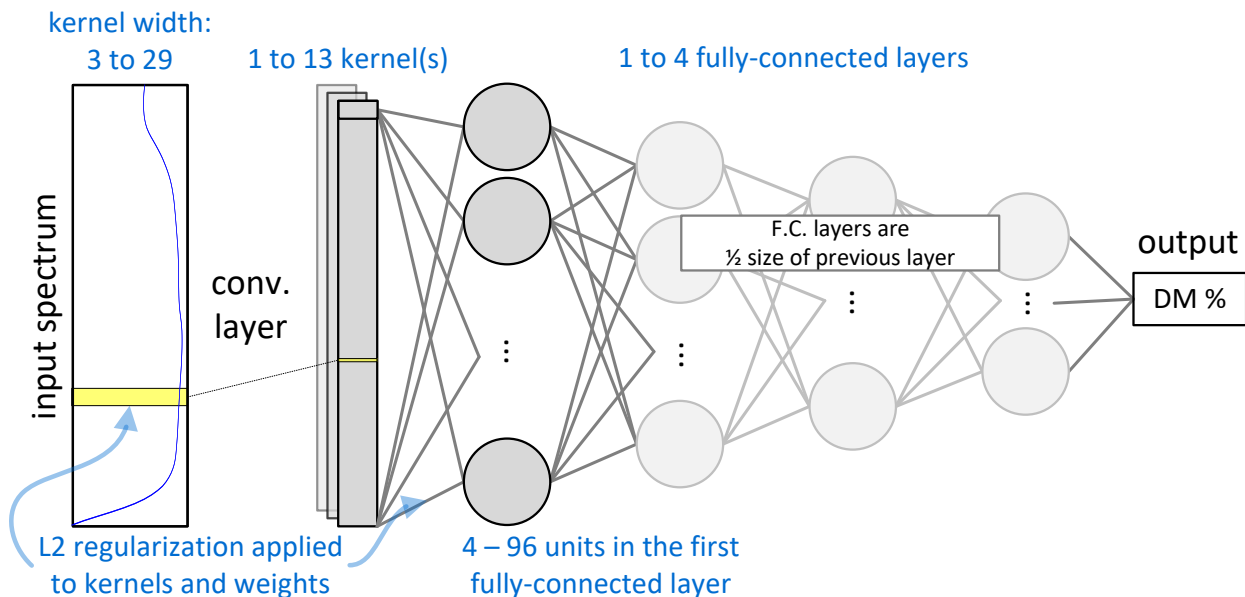 kernel width:
3 to 29
1 to 13 kernel(s)
1 to 4 fully-connected layers
input spectrum
conv.
layer
F.C. layers are
½ size of previous layer
output
DM %
...
...
...
...
L2 regularization applied
to kernels and weights
4 – 96 units in the first
fully-connected layer